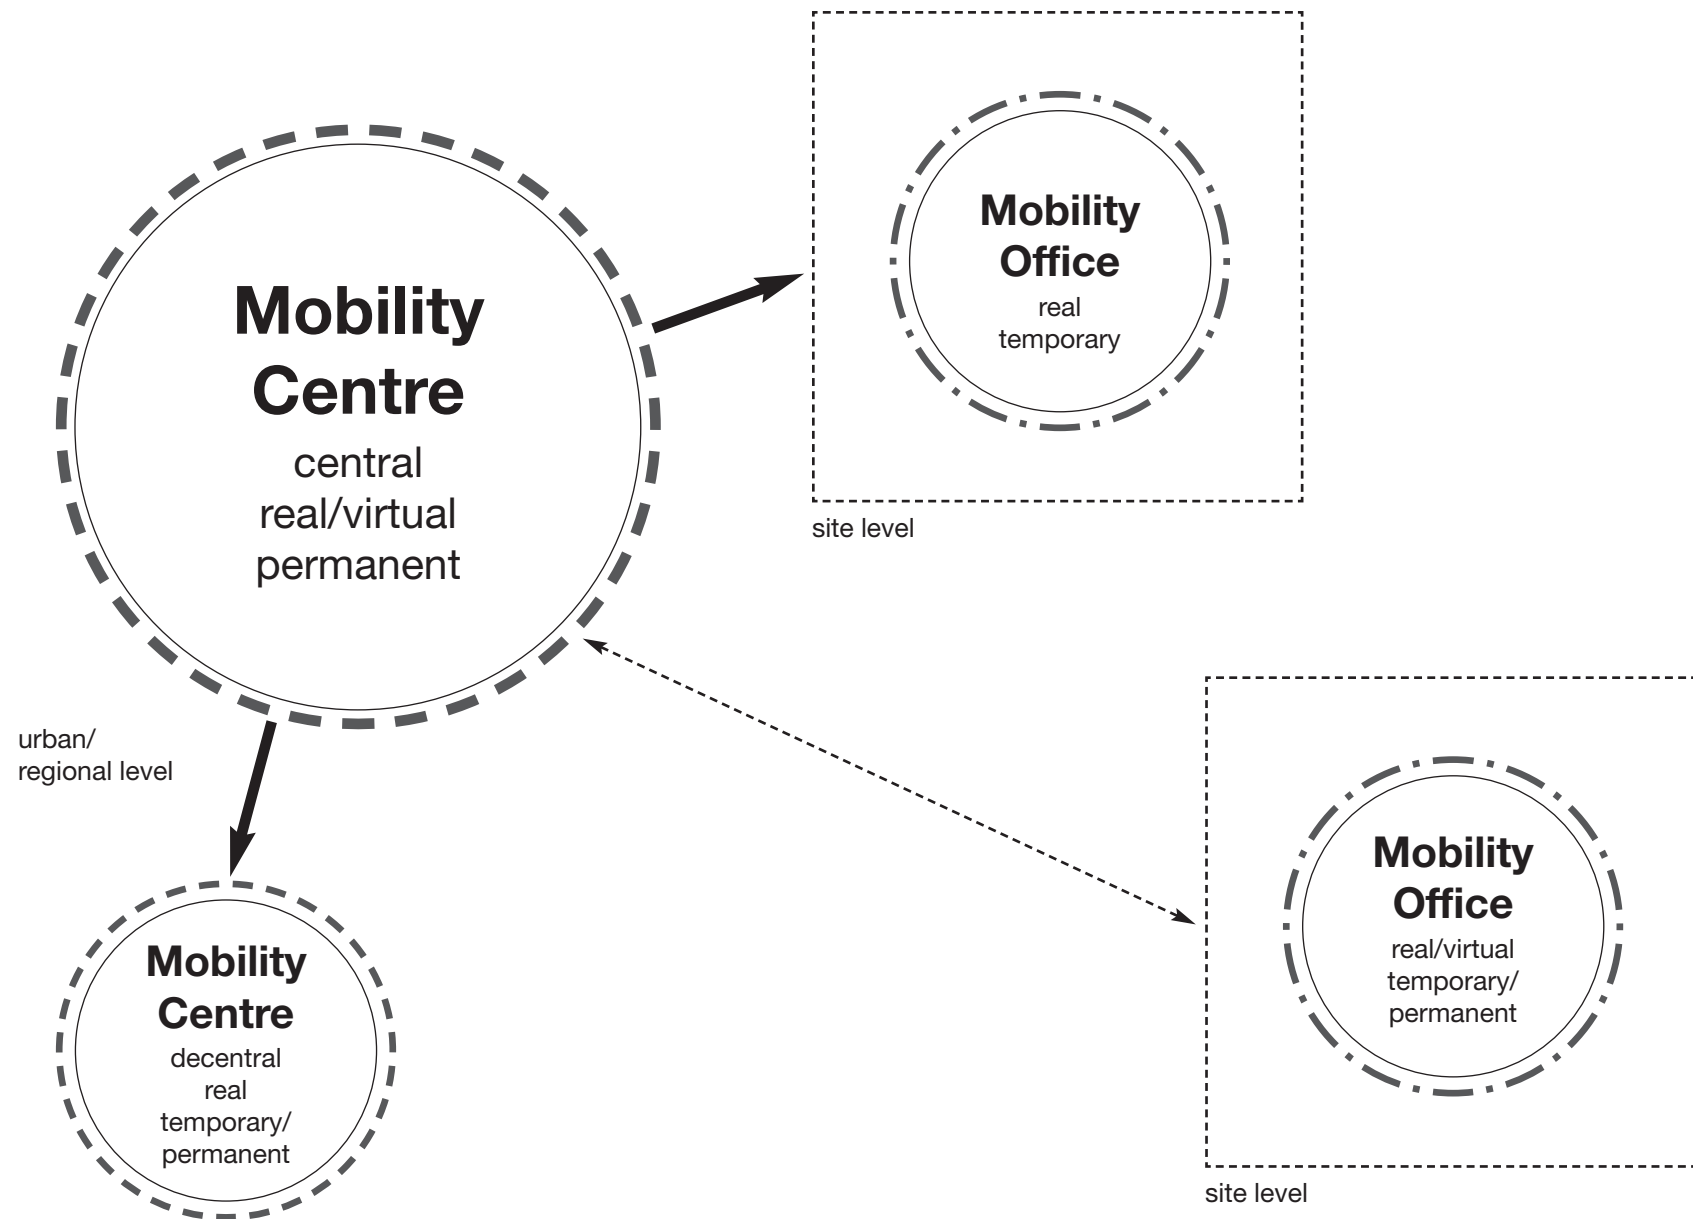 Mobility
Centre
central
real/virtual
permanent
Mobility
Office
real
temporary
site level
urban/
regional level
Mobility
Centre
decentral
real
temporary/
permanent
Mobility
Office
real/virtual
temporary/
permanent
site level